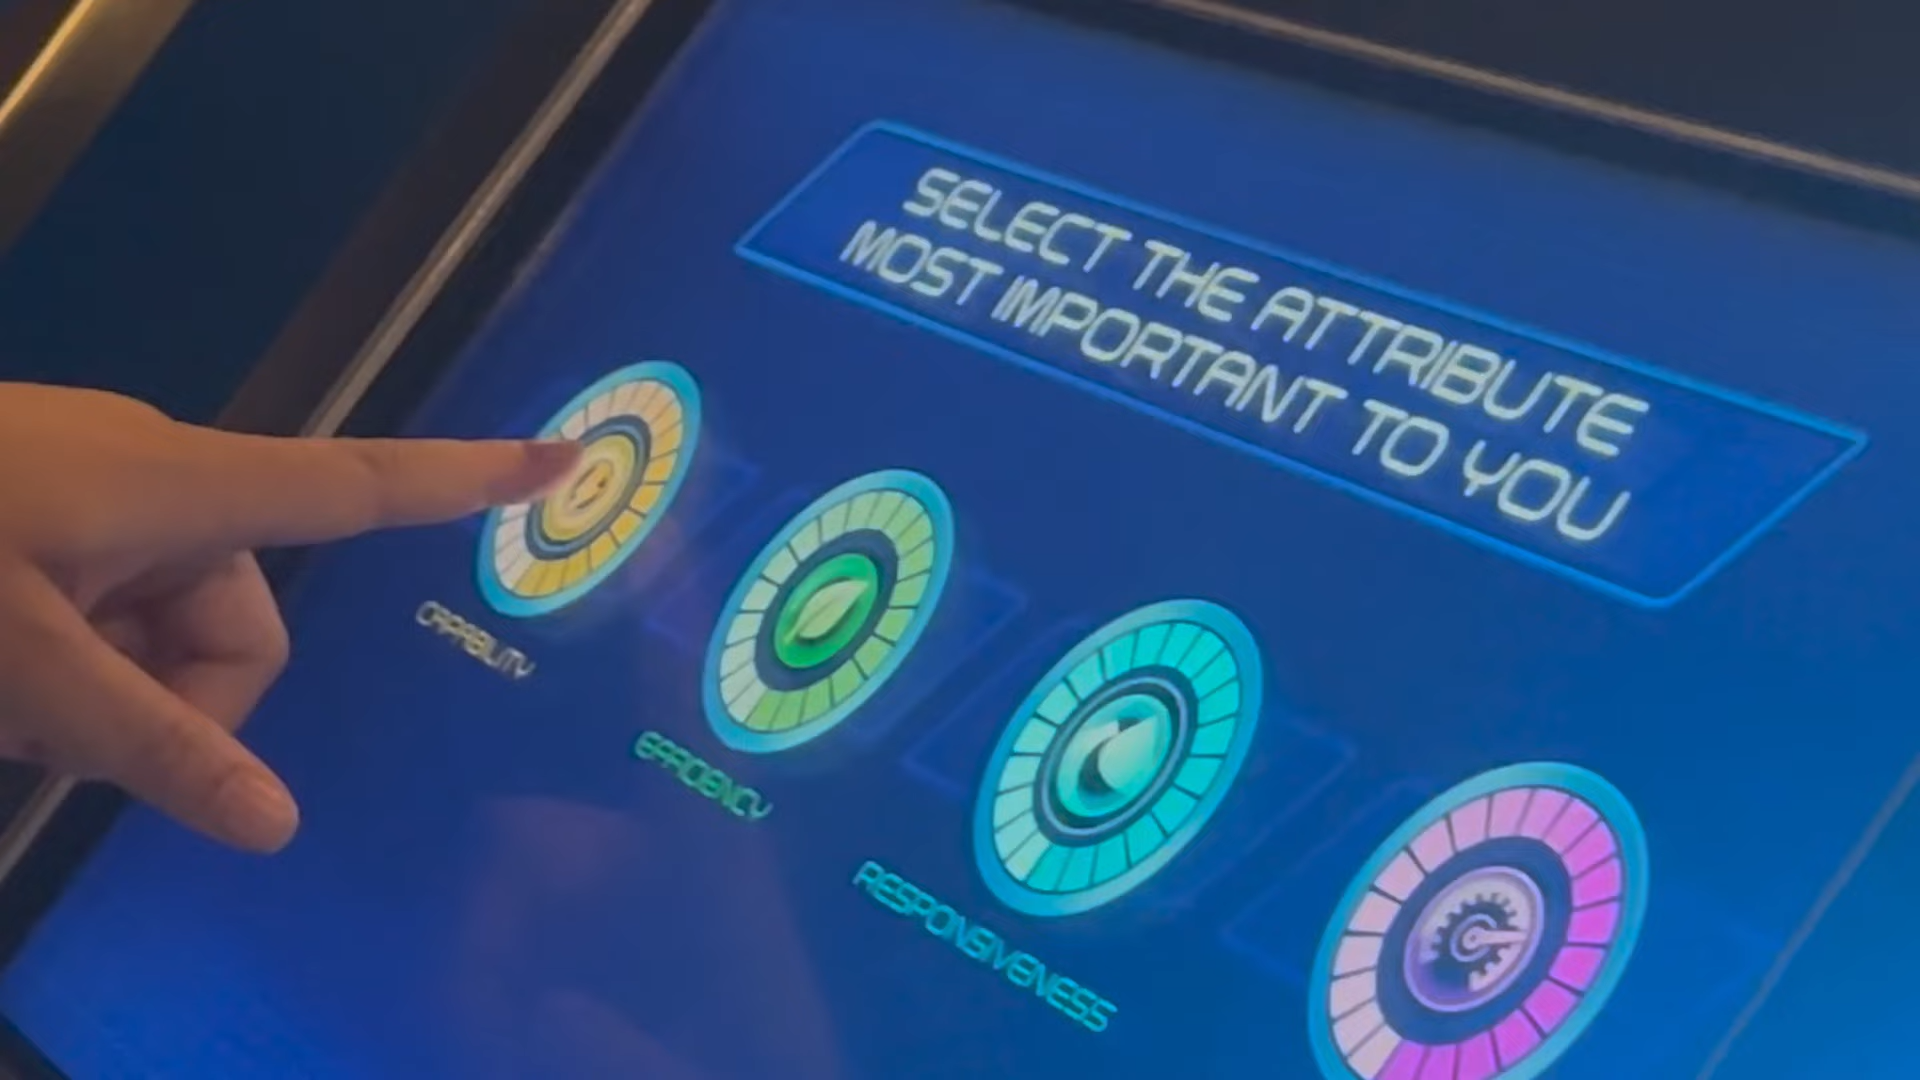 SELECT THE ATTRIBUTE
MOST IMPORTANT TO YOU
CAPABILITY
EFFICIENCY
RESPONSIVENESS